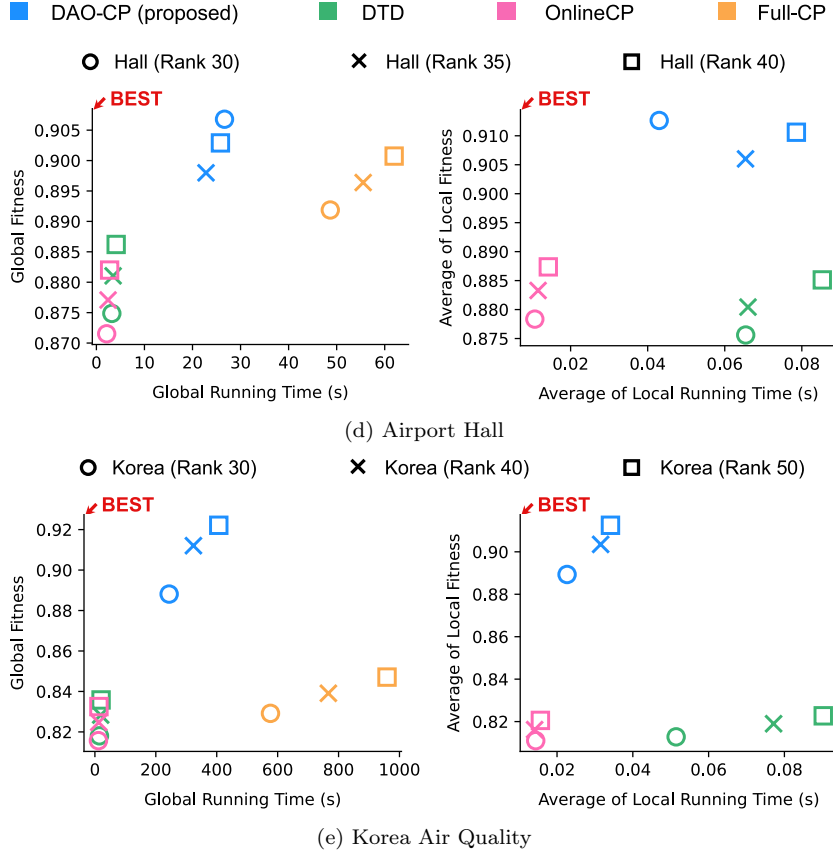 DAO-CP (proposed) DTD OnlineCP Full-CP
Hall (Rank 30) Hall (Rank 35) Hall (Rank 40)
BEST
0.905
0.900
0.895
0.890
0.885
0.880
0.875
0.870
Global Fitness
0 10 20 30 40 50 60
Global Running Time (s)
BEST
0.910
0.905
0.900
0.895
0.890
0.885
0.880
0.875
Average of Local Fitness
0.02 0.04 0.06 0.08
Average of Local Running Time (s)
(d) Airport Hall
Korea (Rank 30) Korea (Rank 40) Korea (Rank 50)
BEST
0.92
0.90
0.88
0.86
0.84
0.82
Global Fitness
0 200 400 600 800 1000
Global Running Time (s)
BEST
0.90
0.88
0.86
0.84
0.82
Average of Local Fitness
0.02 0.04 0.06 0.08
Average of Local Running Time (s)
(e) Korea Air Quality